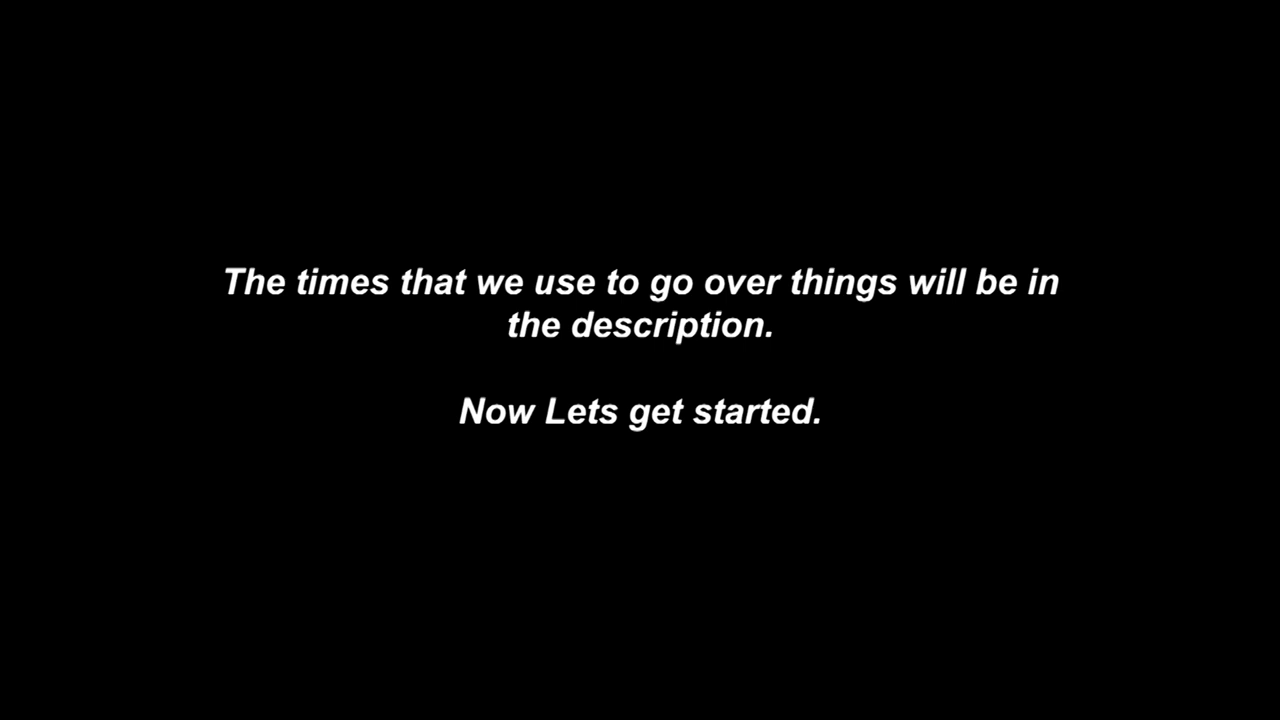 The times that we use to go over things will be in
the description.
Now Lets get started.